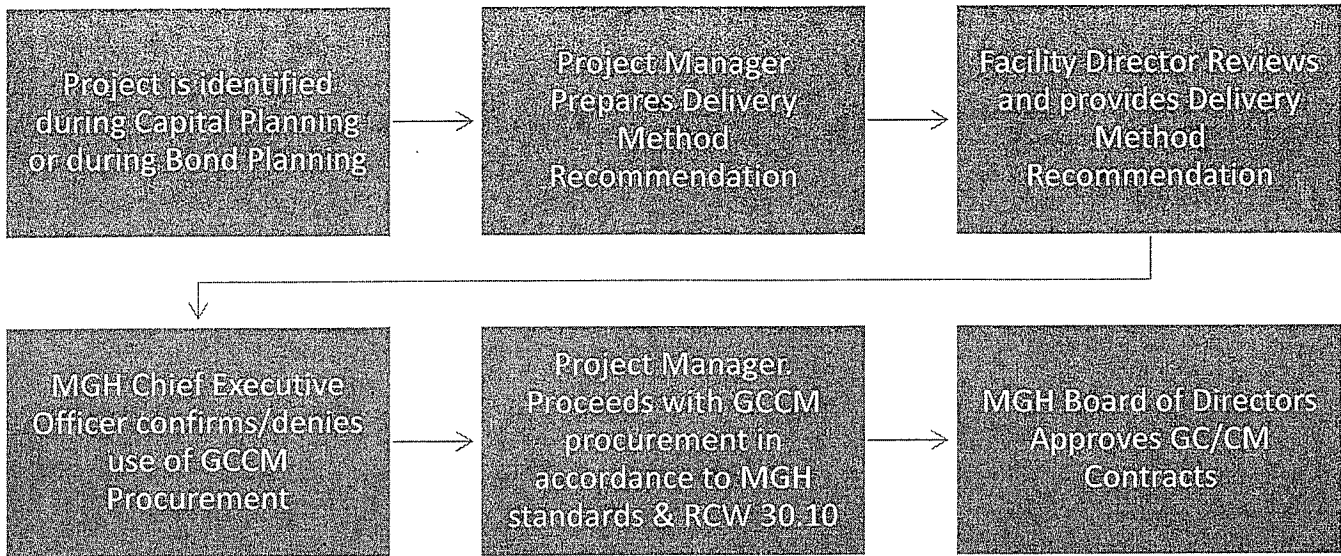 Project is identified
during Capital Planning
or during Bond Planning
Project Manager
Prepares Delivery
Method
Recommendation
Facility Director Reviews
and provides Delivery
Method
Recommendation
MGH Chief Executive
Officer confirms/denies
use of GCCM
Procurement
Project Manager.
Proceeds with GCCM
procurement in
accordance to MGH
standards & RCW 30.10
MGH Board of Directors
Approves GC/CM
Contracts